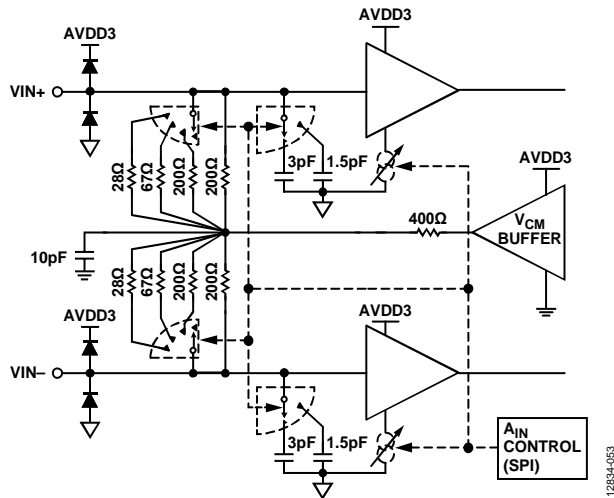 AVDD3
AVDD3
VIN+
28Ω
67Ω
200Ω
200Ω
3pF
1.5pF
AVDD3
400Ω
VCM
BUFFER
10pF
28Ω
67Ω
200Ω
200Ω
AVDD3
AVDD3
VIN–
3pF
1.5pF
AIN
CONTROL
(SPI)
12834-053